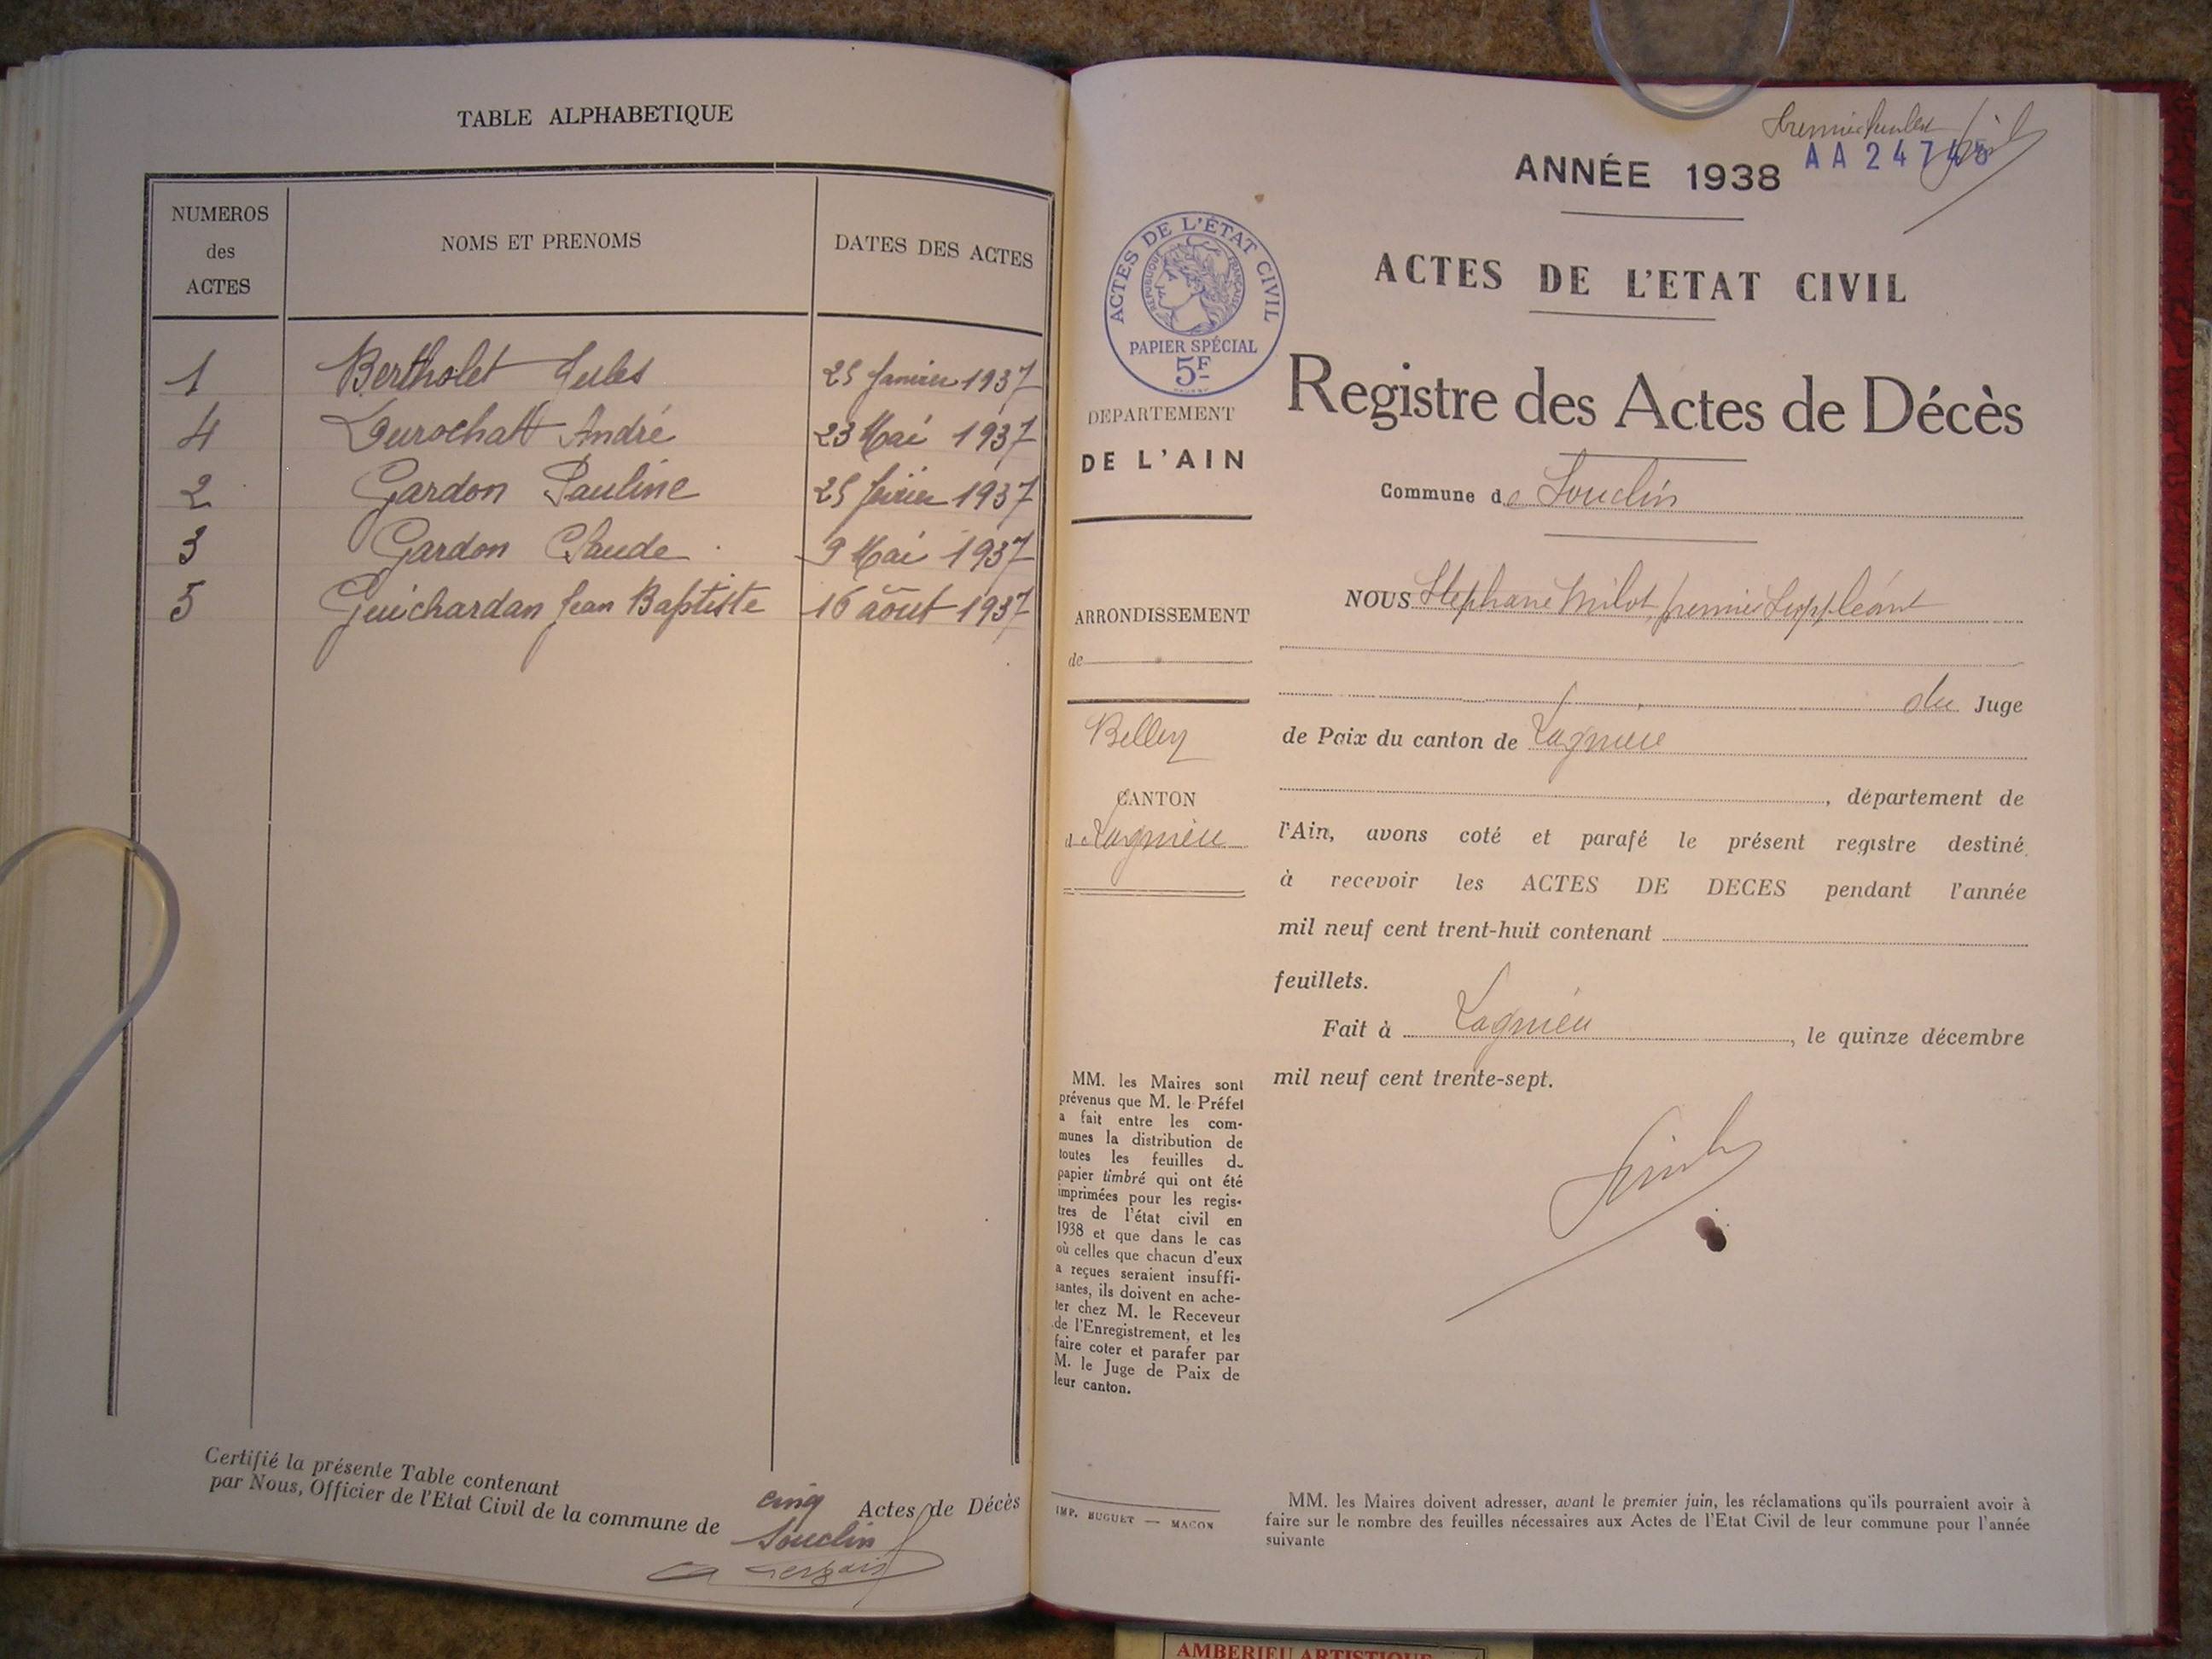 TABLE ALPHABETIQUE
NUMEROS
des
ACTES
NOMS ET PRENOMS
DATES DES ACTES
1 Bertholet Jules 25 Janvier 1937
4 Durochatt André 23 Mai 1937
2 Gardon Pauline 25 février 1937
3 Gardon Claude 9 Mai 1937
5 Guichardan Jean Baptiste 16 août 1937
Certifié la présente Table contenant cinq Actes de Décès
par Nous, Officier de l'Etat Civil de la commune de Souclin
AA 24745
ANNÉE 1938
ACTES DE L'ÉTAT CIVIL
RÉPUBLIQUE FRANÇAISE
PAPIER SPÉCIAL
5F
DEPARTEMENT
DE L'AIN
ARRONDISSEMENT
de
Belley
CANTON
d Lagnieu
MM. les Maires sont
prévenus que M. le Préfet
a fait entre les com-
munes la distribution de
toutes les feuilles de
papier timbré qui ont été
imprimées pour les regis-
tres de l'état civil en
1938 et que dans le cas
où celles que chacun d'eux
a reçues seraient insuffi-
santes, ils doivent en ache-
ter chez M. le Receveur
de l'Enregistrement, et les
faire coter et parafer par
M. le Juge de Paix de
leur canton.
IMP. BUGUET — MACON
ACTES DE L'ETAT CIVIL
Registre des Actes de Décès
Commune de Souclin
NOUS Stéphane Milot, premier Suppléant
du Juge
de Paix du canton de Lagnieu
, département de
l'Ain, avons coté et parafé le présent registre destiné
à recevoir les ACTES DE DECES pendant l'année
mil neuf cent trent-huit contenant
feuillets.
Fait à Lagnieu, le quinze décembre
mil neuf cent trente-sept.
MM. les Maires doivent adresser, avant le premier juin, les réclamations qu'ils pourraient avoir à
faire sur le nombre des feuilles nécessaires aux Actes de l'Etat Civil de leur commune pour l'année
suivante
AMBERIEU ARTISTIQUE